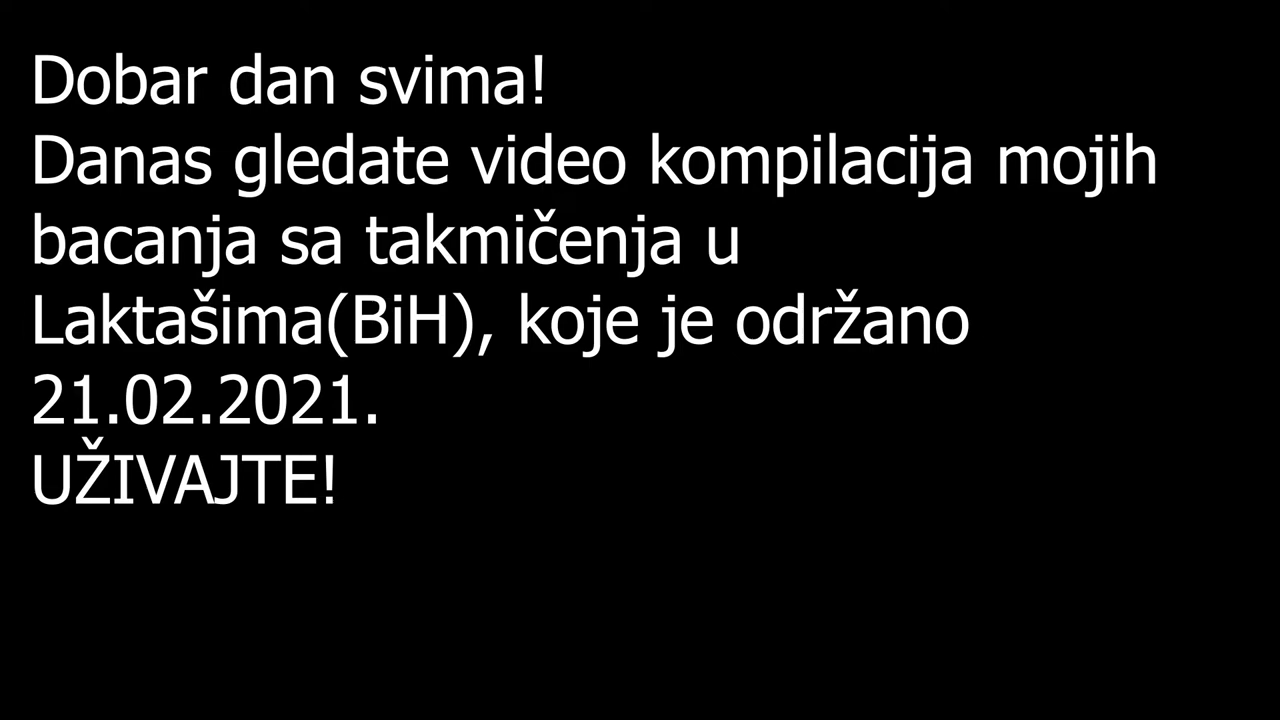 Dobar dan svima!
Danas gledate video kompilacija mojih
bacanja sa takmičenja u
Laktašima(BiH), koje je održano
21.02.2021.
UŽIVAJTE!